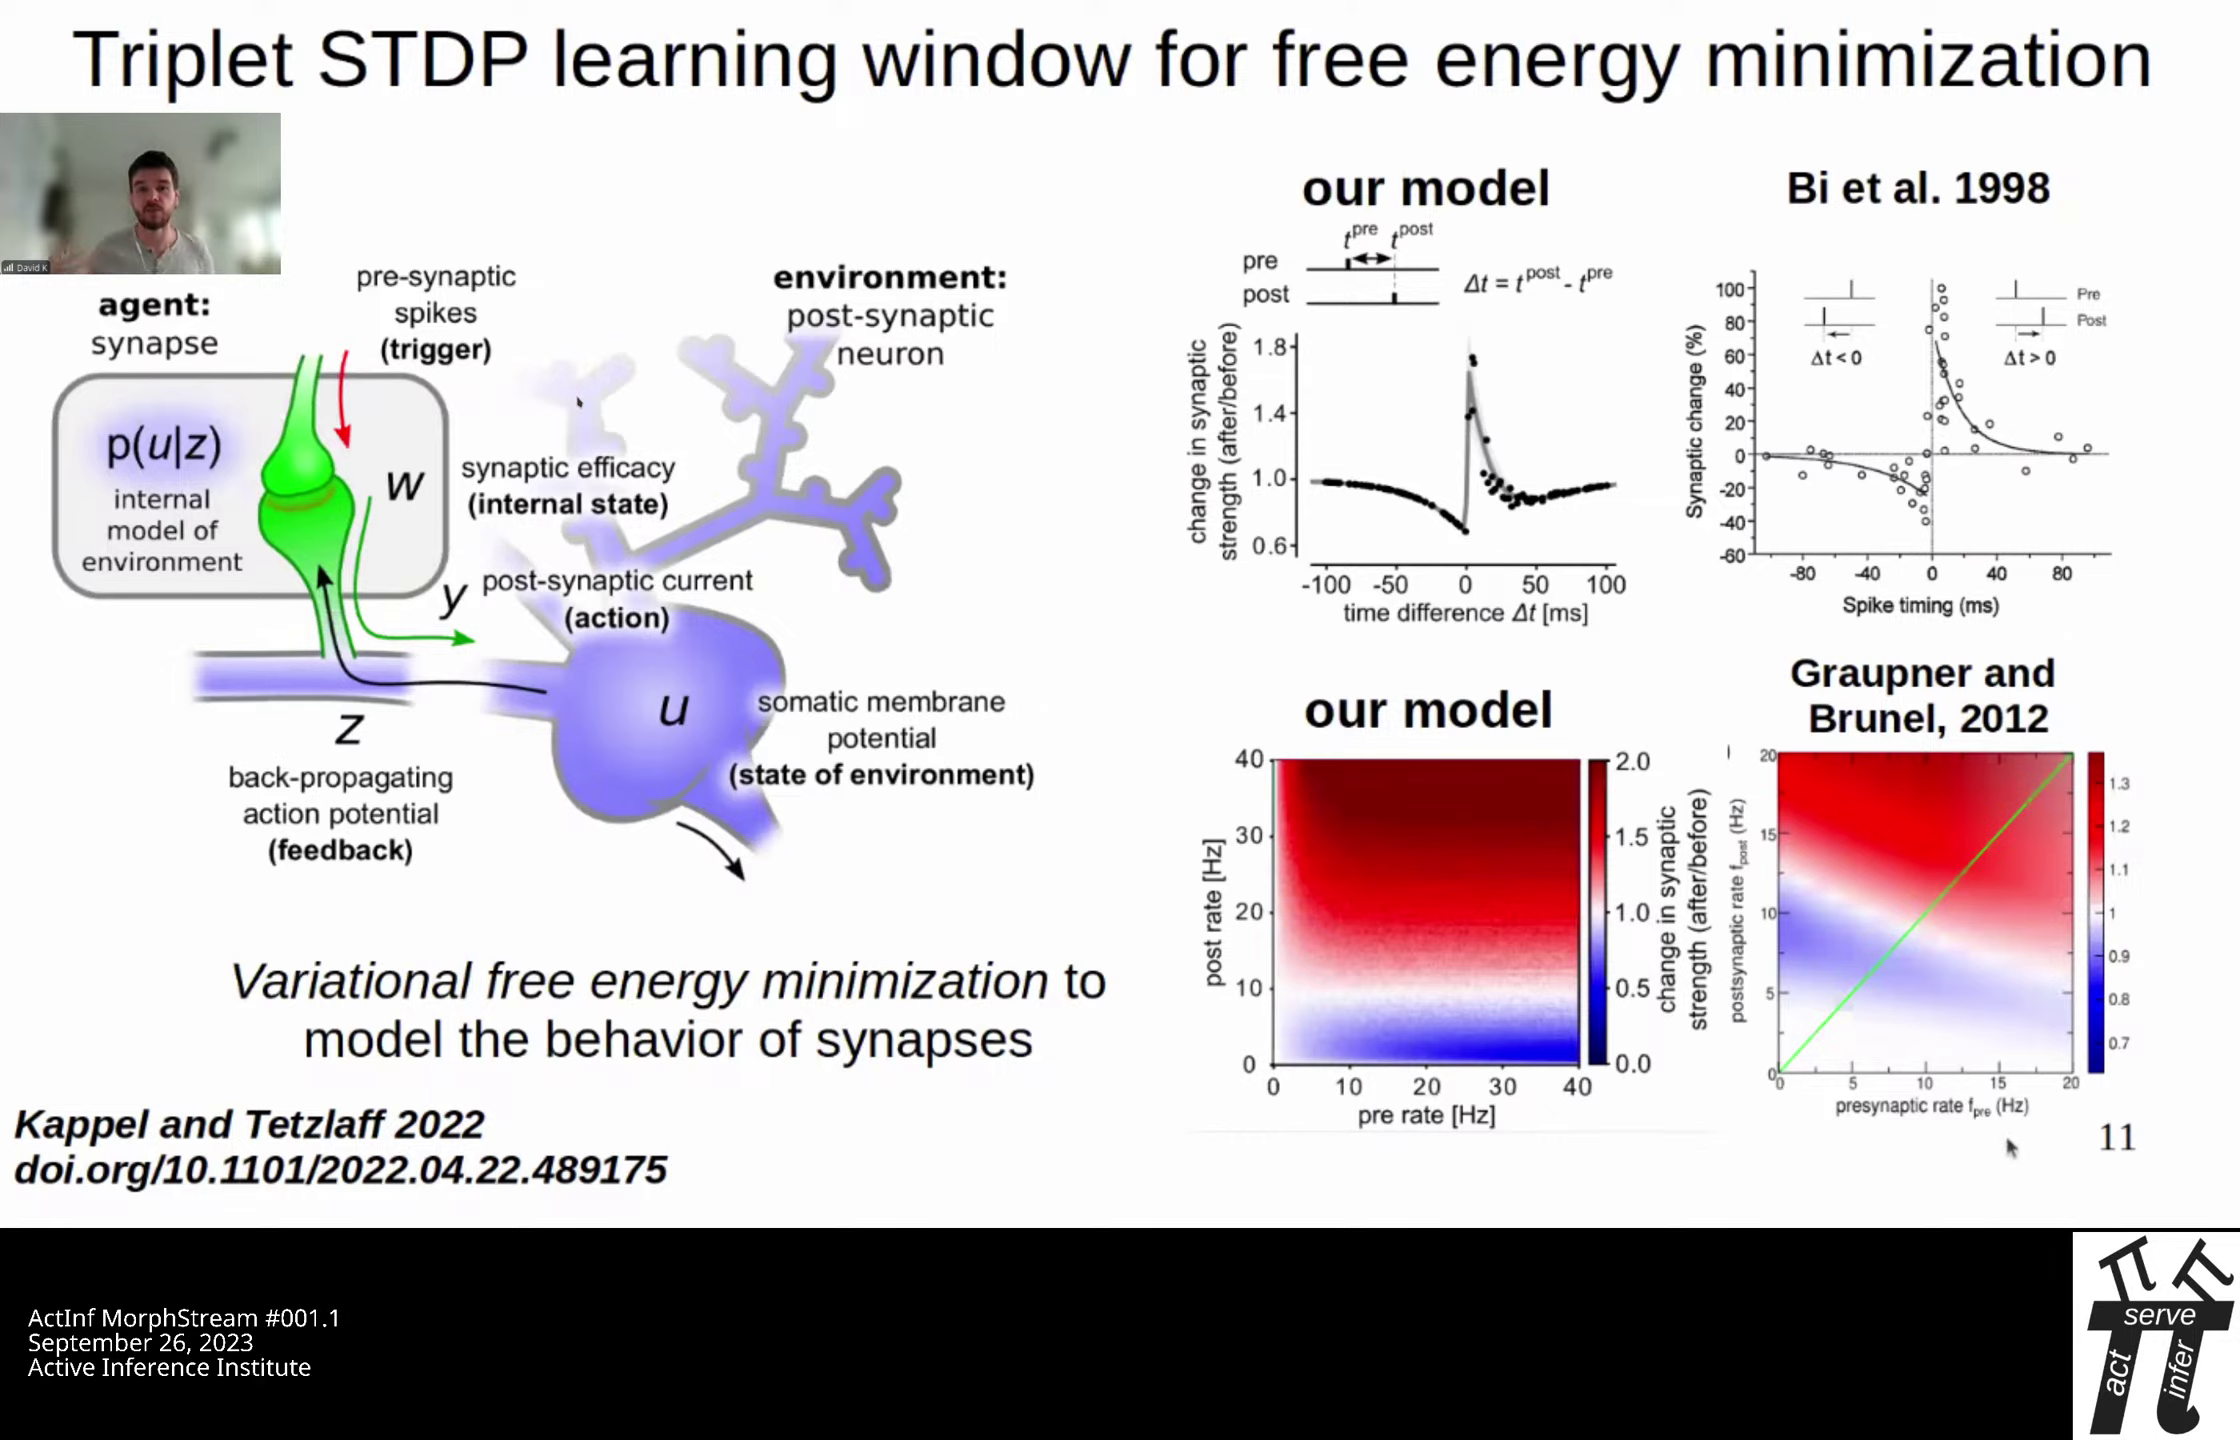 Triplet STDP learning window for free energy minimization
David K
agent:
synapse
pre-synaptic
spikes
(trigger)
environment:
post-synaptic
neuron
p(u|z)
internal
model of
environment
w
synaptic efficacy
(internal state)
y
post-synaptic current
(action)
z
back-propagating
action potential
(feedback)
u
somatic membrane
potential
(state of environment)
Variational free energy minimization to
model the behavior of synapses
Kappel and Tetzlaff 2022
doi.org/10.1101/2022.04.22.489175
our model
t^pre t^post
pre
post
Δt = t^post - t^pre
change in synaptic
strength (after/before)
1.8
1.4
1.0
0.6
-100 -50 0 50 100
time difference Δt [ms]
Bi et al. 1998
Synaptic change (%)
100
80
60
40
20
0
-20
-40
-60
Pre
Post
Δt < 0
Δt > 0
-80 -40 0 40 80
Spike timing (ms)
our model
post rate [Hz]
40
30
20
10
0
0 10 20 30 40
pre rate [Hz]
2.0
1.5
1.0
0.5
0.0
change in synaptic
strength (after/before)
Graupner and
Brunel, 2012
postsynaptic rate f_post (Hz)
20
15
10
5
0
0 5 10 15 20
presynaptic rate f_pre (Hz)
1.3
1.2
1.1
1
0.9
0.8
0.7
11
ActInf MorphStream #001.1
September 26, 2023
Active Inference Institute
serve
act
infer